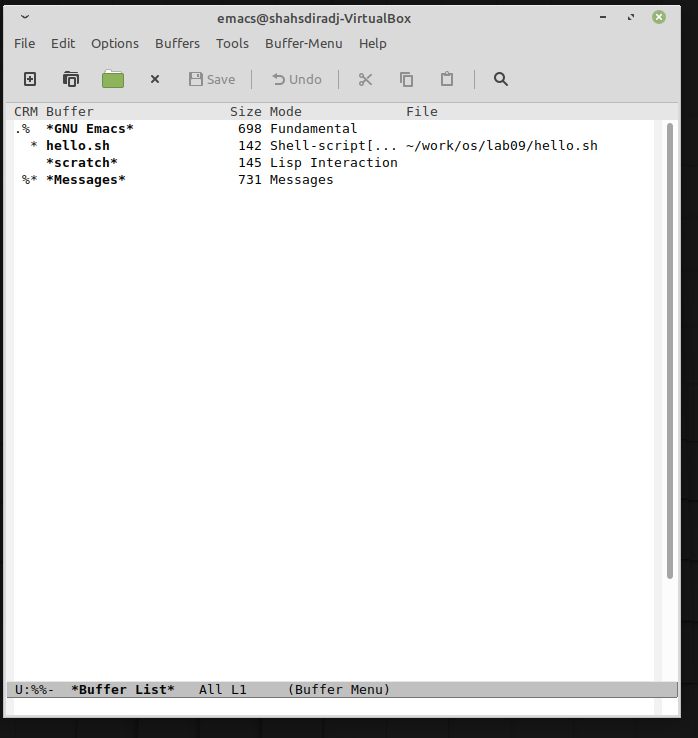 emacs@shahsdiradj-VirtualBox
File Edit Options Buffers Tools Buffer-Menu Help
Save Undo
CRM Buffer Size Mode File
.% *GNU Emacs* 698 Fundamental
* hello.sh 142 Shell-script[... ~/work/os/lab09/hello.sh
*scratch* 145 Lisp Interaction
%* *Messages* 731 Messages
U:%%- *Buffer List* All L1 (Buffer Menu)